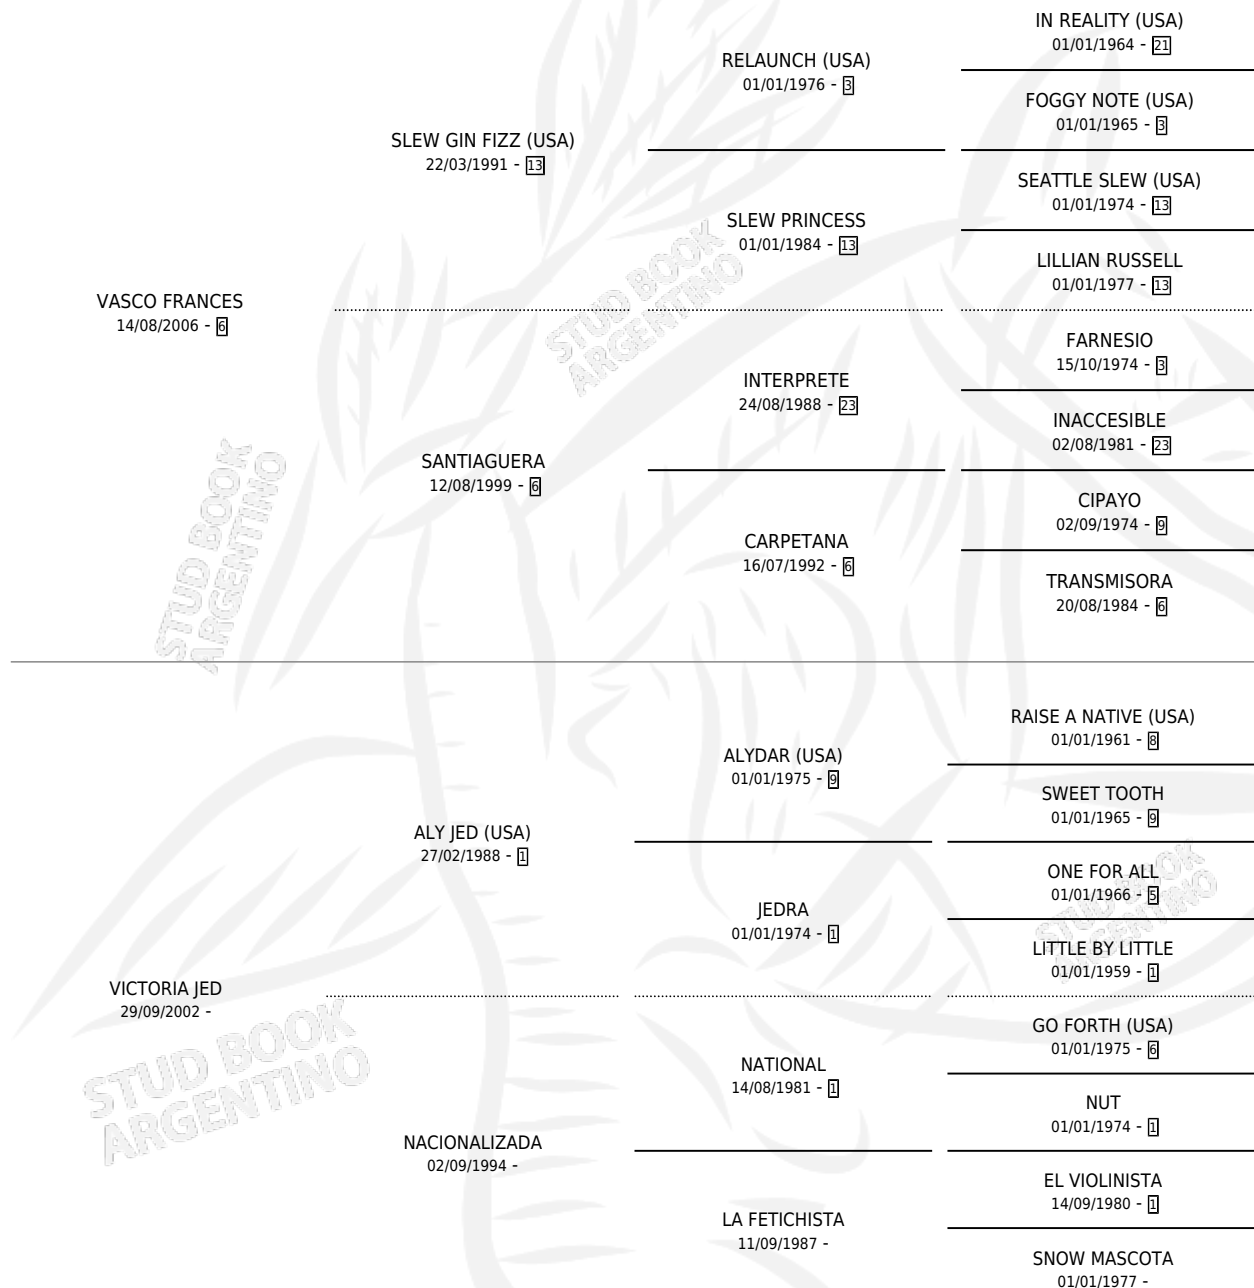 IN REALITY (USA)
01/01/1964 - 21
RELAUNCH (USA)
01/01/1976 - 3
FOGGY NOTE (USA)
01/01/1965 - 3
SLEW GIN FIZZ (USA)
22/03/1991 - 13
SEATTLE SLEW (USA)
01/01/1974 - 13
SLEW PRINCESS
01/01/1984 - 13
LILLIAN RUSSELL
01/01/1977 - 13
VASCO FRANCES
14/08/2006 - 6
FARNESIO
15/10/1974 - 3
INTERPRETE
24/08/1988 - 23
INACCESIBLE
02/08/1981 - 23
SANTIAGUERA
12/08/1999 - 6
CIPAYO
02/09/1974 - 9
CARPETANA
16/07/1992 - 6
TRANSMISORA
20/08/1984 - 6
RAISE A NATIVE (USA)
01/01/1961 - 8
ALYDAR (USA)
01/01/1975 - 9
SWEET TOOTH
01/01/1965 - 9
ALY JED (USA)
27/02/1988 - 1
ONE FOR ALL
01/01/1966 - 5
JEDRA
01/01/1974 - 1
LITTLE BY LITTLE
01/01/1959 - 1
VICTORIA JED
29/09/2002 -
GO FORTH (USA)
01/01/1975 - 6
NATIONAL
14/08/1981 - 1
NUT
01/01/1974 - 1
NACIONALIZADA
02/09/1994 -
EL VIOLINISTA
14/09/1980 - 1
LA FETICHISTA
11/09/1987 -
SNOW MASCOTA
01/01/1977 -
STUD BOOK
ARGENTINO
STUD BOOK
ARGENTINO
STUD BOOK
ARGENTINO
STUD BOOK
ARGENTINO